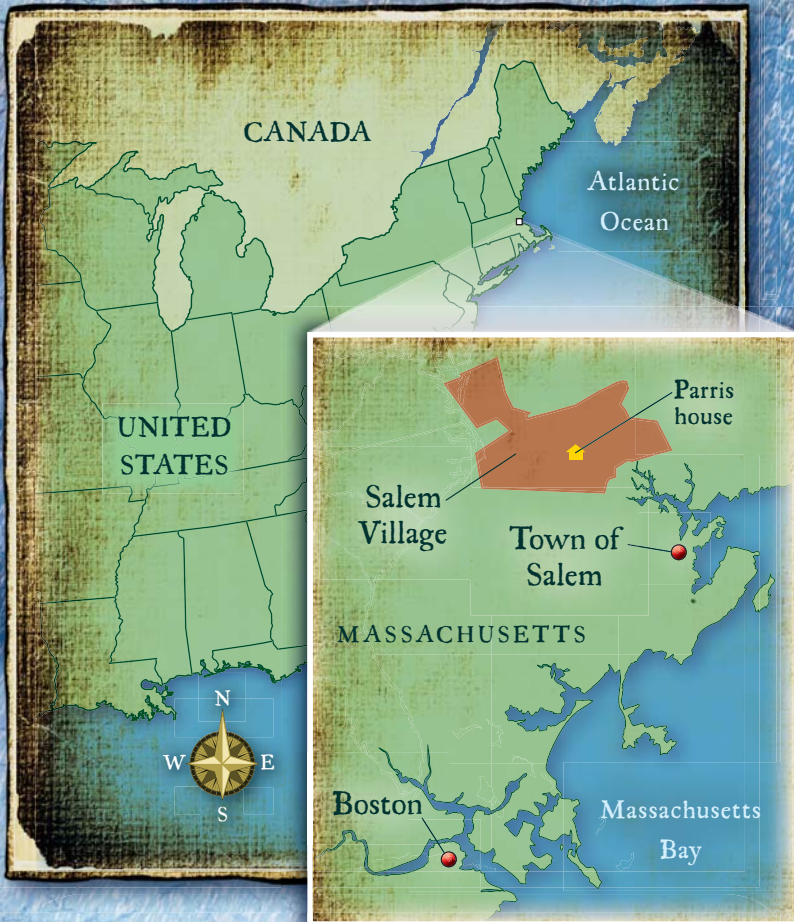 CANADA
Atlantic
Ocean
UNITED
STATES
N
W
E
S
Parris
house
Salem
Village
Town of
Salem
MASSACHUSETTS
Boston
Massachusetts
Bay